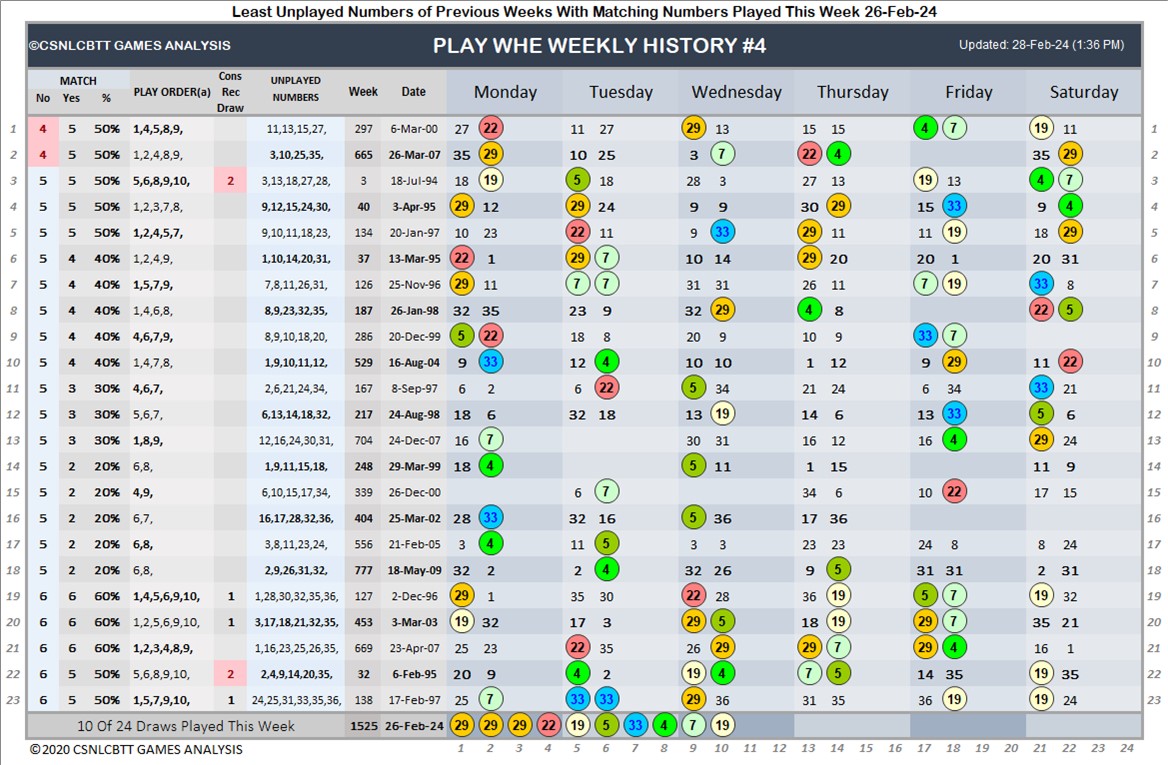 Least Unplayed Numbers of Previous Weeks With Matching Numbers Played This Week 26-Feb-24
©CSNLCBTT GAMES ANALYSIS PLAY WHE WEEKLY HISTORY #4 Updated: 28-Feb-24 (1:36 PM)
MATCH
No Yes % PLAY ORDER(a) Cons Rec Draw UNPLAYED NUMBERS Week Date Monday Tuesday Wednesday Thursday Friday Saturday
1 4 5 50% 1,4,5,8,9, 11,13,15,27, 297 6-Mar-00 27 22 11 27 29 13 15 15 4 7 19 11 1
2 4 5 50% 1,2,4,8,9, 3,10,25,35, 665 26-Mar-07 35 29 10 25 3 7 22 4 35 29 2
3 5 5 50% 5,6,8,9,10, 2 3,13,18,27,28, 3 18-Jul-94 18 19 5 18 28 3 27 13 19 13 4 7 3
4 5 5 50% 1,2,3,7,8, 9,12,15,24,30, 40 3-Apr-95 29 12 29 24 9 9 30 29 15 33 9 4 4
5 5 5 50% 1,2,4,5,7, 9,10,11,18,23, 134 20-Jan-97 10 23 22 11 9 33 29 11 11 19 18 29 5
6 5 4 40% 1,2,4,9, 1,10,14,20,31, 37 13-Mar-95 22 1 29 7 10 14 29 20 20 1 20 31 6
7 5 4 40% 1,5,7,9, 7,8,11,26,31, 126 25-Nov-96 29 11 7 7 31 31 26 11 7 19 33 8 7
8 5 4 40% 1,4,6,8, 8,9,23,32,35, 187 26-Jan-98 32 35 23 9 32 29 4 8 22 5 8
9 5 4 40% 4,6,7,9, 8,9,10,18,20, 286 20-Dec-99 5 22 18 8 20 9 10 9 33 7 9
10 5 4 40% 1,4,7,8, 1,9,10,11,12, 529 16-Aug-04 9 33 12 4 10 10 1 12 9 29 11 22 10
11 5 3 30% 4,6,7, 2,6,21,24,34, 167 8-Sep-97 6 2 6 22 5 34 21 24 6 34 33 21 11
12 5 3 30% 5,6,7, 6,13,14,18,32, 217 24-Aug-98 18 6 32 18 13 19 14 6 13 33 5 6 12
13 5 3 30% 1,8,9, 12,16,24,30,31, 704 24-Dec-07 16 7 30 31 16 12 16 4 29 24 13
14 5 2 20% 6,8, 1,9,11,15,18, 248 29-Mar-99 18 4 5 11 1 15 11 9 14
15 5 2 20% 4,9, 6,10,15,17,34, 339 26-Dec-00 6 7 34 6 10 22 17 15 15
16 5 2 20% 6,7, 16,17,28,32,36, 404 25-Mar-02 28 33 32 16 5 36 17 36 16
17 5 2 20% 6,8, 3,8,11,23,24, 556 21-Feb-05 3 4 11 5 3 3 23 23 24 8 8 24 17
18 5 2 20% 6,8, 2,9,26,31,32, 777 18-May-09 32 2 2 4 32 26 9 5 31 31 2 31 18
19 6 6 60% 1,4,5,6,9,10, 1 1,28,30,32,35,36, 127 2-Dec-96 29 1 35 30 22 28 36 19 5 7 19 32 19
20 6 6 60% 1,2,5,6,9,10, 1 3,17,18,21,32,35, 453 3-Mar-03 19 32 17 3 29 5 18 19 29 7 35 21 20
21 6 6 60% 1,2,3,4,8,9, 1,16,23,25,26,35, 669 23-Apr-07 25 23 22 35 26 29 29 7 29 4 16 1 21
22 6 5 50% 5,6,8,9,10, 2 2,4,9,14,20,35, 32 6-Feb-95 20 9 4 2 19 4 7 5 14 35 19 35 22
23 6 5 50% 1,5,7,9,10, 1 24,25,31,33,35,36, 138 17-Feb-97 25 7 33 33 29 36 31 35 36 19 19 24 23
10 Of 24 Draws Played This Week 1525 26-Feb-24 29 29 29 22 19 5 33 4 7 19
©2020 CSNLCBTT GAMES ANALYSIS 1 2 3 4 5 6 7 8 9 10 11 12 13 14 15 16 17 18 19 20 21 22 23 24